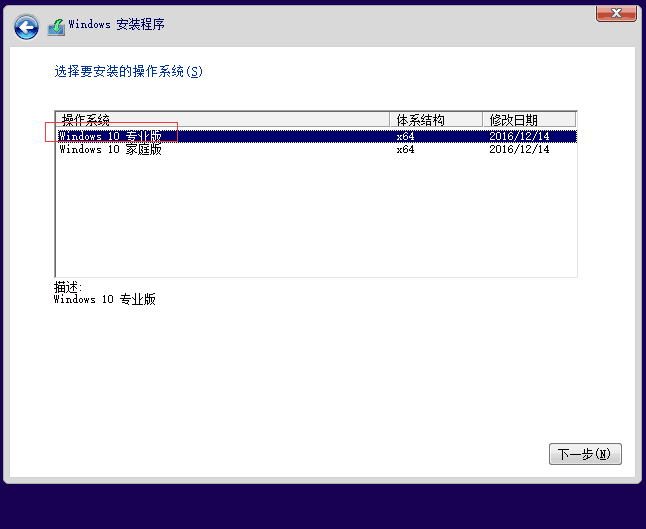 Windows 安装程序
选择要安装的操作系统(S)
操作系统 体系结构 修改日期
Windows 10 专业版 x64 2016/12/14
Windows 10 家庭版 x64 2016/12/14
描述:
Windows 10 专业版
下一步(N)